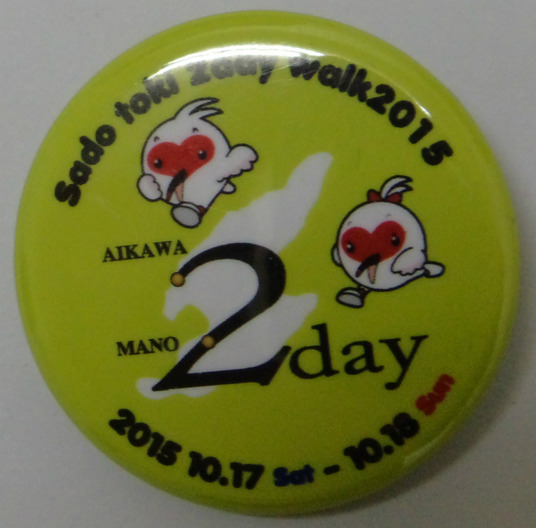 Sado toki 2day walk2015
AIKAWA
MANO
2day
2015 10.17 Sat - 10.18 Sun